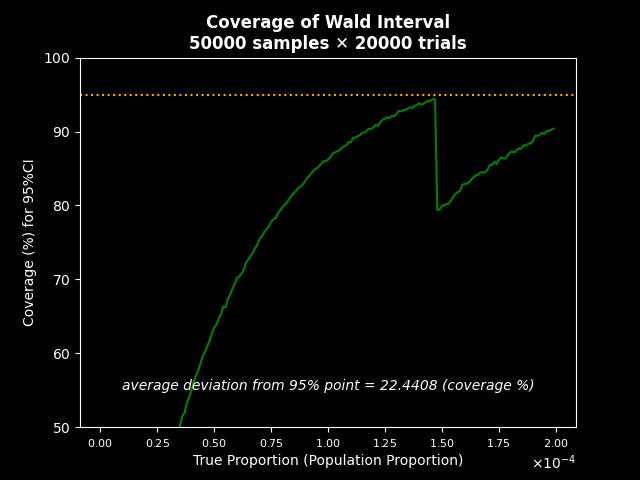 Coverage of Wald Interval
50000 samples × 20000 trials
Coverage (%) for 95%CI
100
90
80
70
60
50
average deviation from 95% point = 22.4408 (coverage %)
0.00 0.25 0.50 0.75 1.00 1.25 1.50 1.75 2.00
True Proportion (Population Proportion)
×10⁻⁴